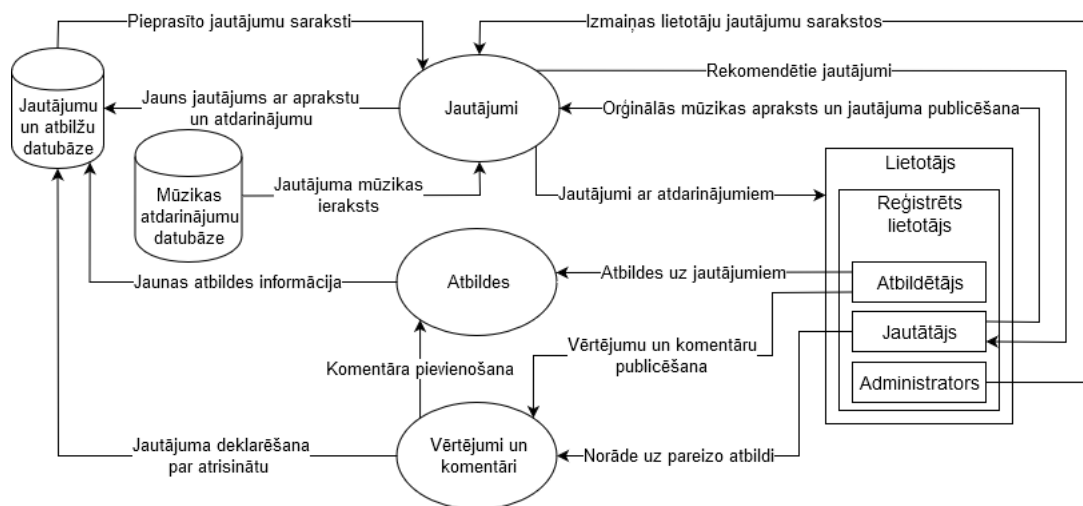 Pieprasīto jautājumu saraksti
Izmaiņas lietotāju jautājumu sarakstos
Jautājumu
un atbilžu
datubāze
Jauns jautājums ar aprakstu
un atdarinājumu
Jautājumi
Rekomendētie jautājumi
Orģinālās mūzikas apraksts un jautājuma publicēšana
Mūzikas
atdarinājumu
datubāze
Jautājuma mūzikas
ieraksts
Jautājumi ar atdarinājumiem
Lietotājs
Reģistrēts
lietotājs
Jaunas atbildes informācija
Atbildes
Atbildes uz jautājumiem
Atbildētājs
Jautātājs
Administrators
Vērtējumu un komentāru
publicēšana
Komentāra pievienošana
Jautājuma deklarēšana
par atrisinātu
Vērtējumi un
komentāri
Norāde uz pareizo atbildi